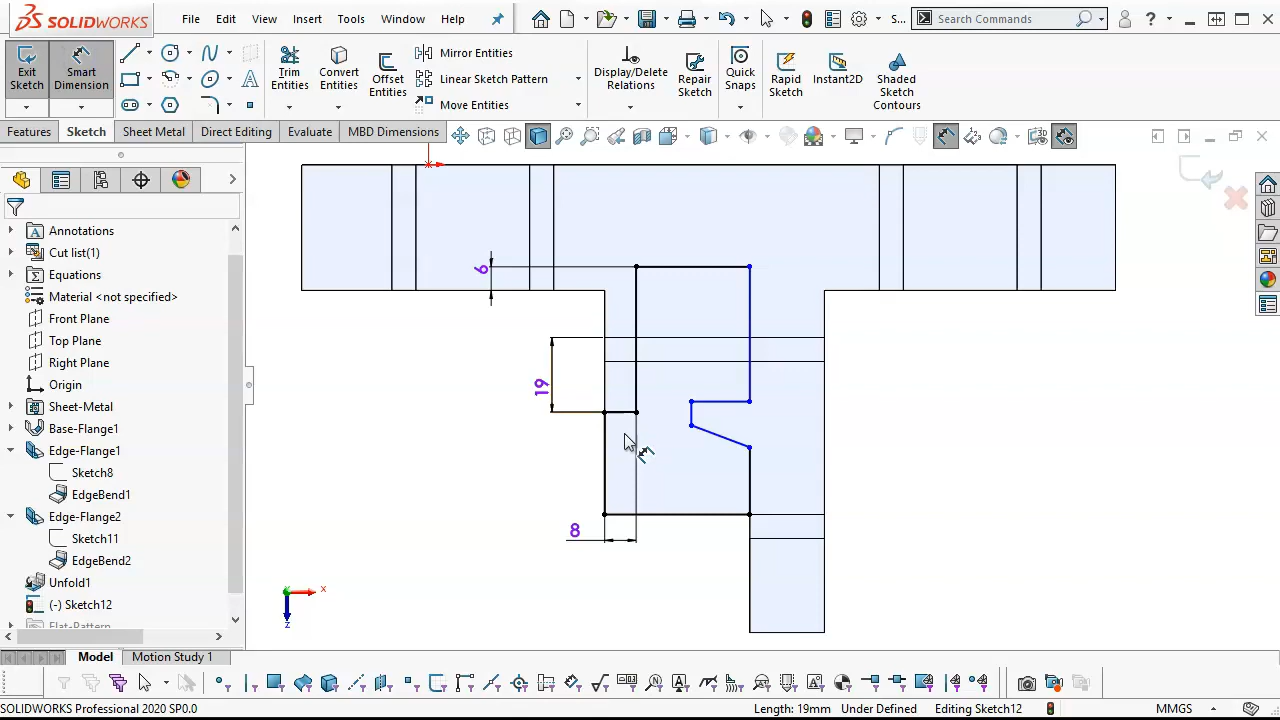 SOLIDWORKS
File Edit View Insert Tools Window Help
S...
Search Commands
Exit Sketch
Smart Dimension
Trim Entities
Convert Entities
Offset Entities
Mirror Entities
Linear Sketch Pattern
Move Entities
Display/Delete Relations
Repair Sketch
Quick Snaps
Rapid Sketch
Instant2D
Shaded Sketch Contours
Features Sketch Sheet Metal Direct Editing Evaluate MBD Dimensions
Annotations
Cut list(1)
Equations
Material <not specified>
Front Plane
Top Plane
Right Plane
Origin
Sheet-Metal
Base-Flange1
Edge-Flange1
Sketch8
EdgeBend1
Edge-Flange2
Sketch11
EdgeBend2
Unfold1
(-) Sketch12
Flat-Pattern
6
19
8
x
z
Model Motion Study 1
SOLIDWORKS Professional 2020 SP0.0
Length: 19mm Under Defined Editing Sketch12 MMGS